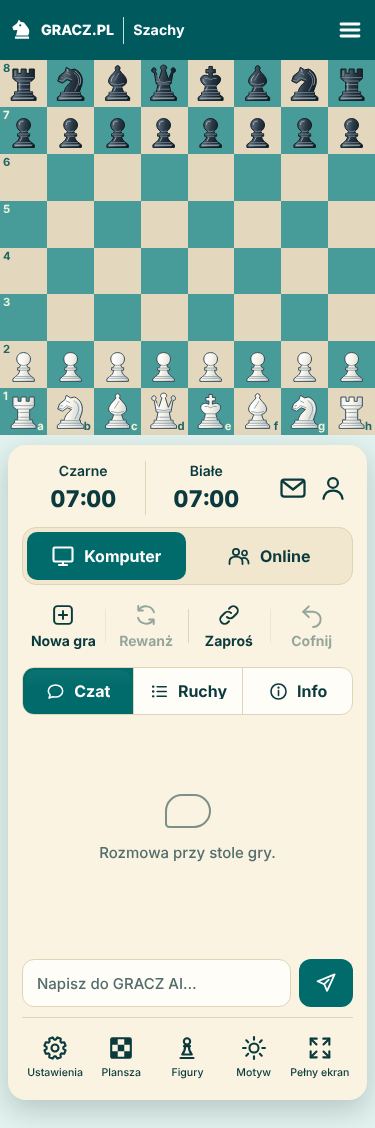 GRACZ.PL Szachy
8
7
6
5
4
3
2
1
a b c d e f g h
Czarne Białe
07:00 07:00
Komputer Online
Nowa gra Rewanż Zaproś Cofnij
Czat Ruchy Info
Rozmowa przy stole gry.
Napisz do GRACZ AI...
Ustawienia Plansza Figury Motyw Pełny ekran